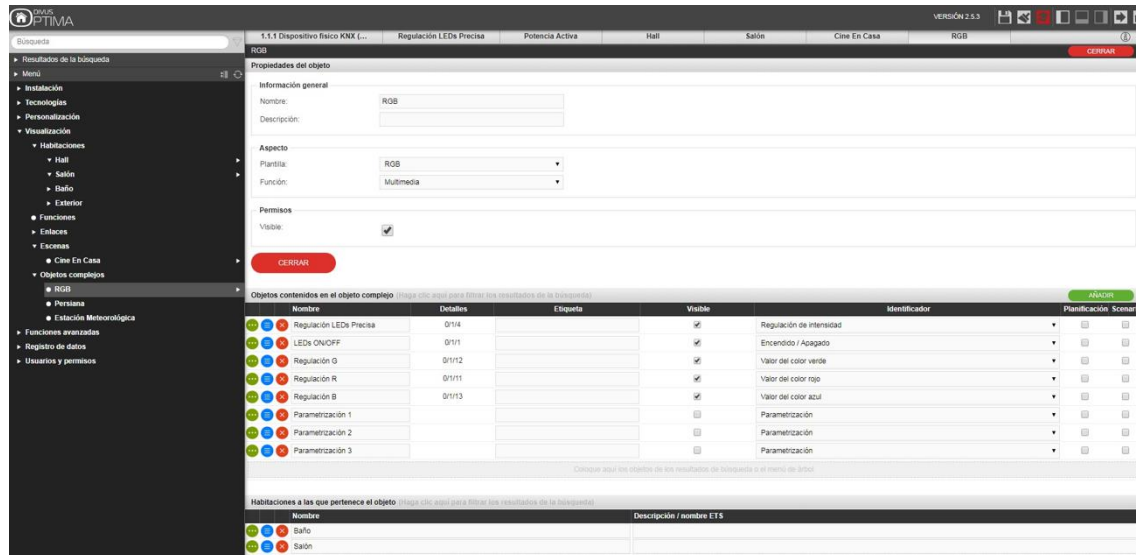 DIVUS
OPTIMA
VERSIÓN 2.5.3
Búsqueda
1.1.1 Dispositivo físico KNX (...
Regulación LEDs Precisa
Potencia Activa
Hall
Salón
Cine En Casa
RGB
Resultados de la búsqueda
Menú
Instalación
Tecnologías
Personalización
Visualización
Habitaciones
Hall
Salón
Baño
Exterior
Funciones
Enlaces
Escenas
Cine En Casa
Objetos complejos
RGB
Persiana
Estación Meteorológica
Funciones avanzadas
Registro de datos
Usuarios y permisos
RGB
CERRAR
Propiedades del objeto
Información general
Nombre: RGB
Descripción:
Aspecto
Plantilla: RGB
Función: Multimedia
Permisos
Visible:
CERRAR
Objetos contenidos en el objeto complejo (Haga clic aquí para filtrar los resultados de la búsqueda)
AÑADIR
Nombre Detalles Etiqueta Visible Identificador Planificación Scenar
Regulación LEDs Precisa 0/1/4 Regulación de intensidad
LEDs ON/OFF 0/1/1 Encendido / Apagado
Regulación G 0/1/12 Valor del color verde
Regulación R 0/1/11 Valor del color rojo
Regulación B 0/1/13 Valor del color azul
Parametrización 1 Parametrización
Parametrización 2 Parametrización
Parametrización 3 Parametrización
Coloque aquí los objetos de los resultados de búsqueda o el menú de árbol
Habitaciones a las que pertenece el objeto (Haga clic aquí para filtrar los resultados de la búsqueda)
Nombre Descripción / nombre ETS
Baño
Salón